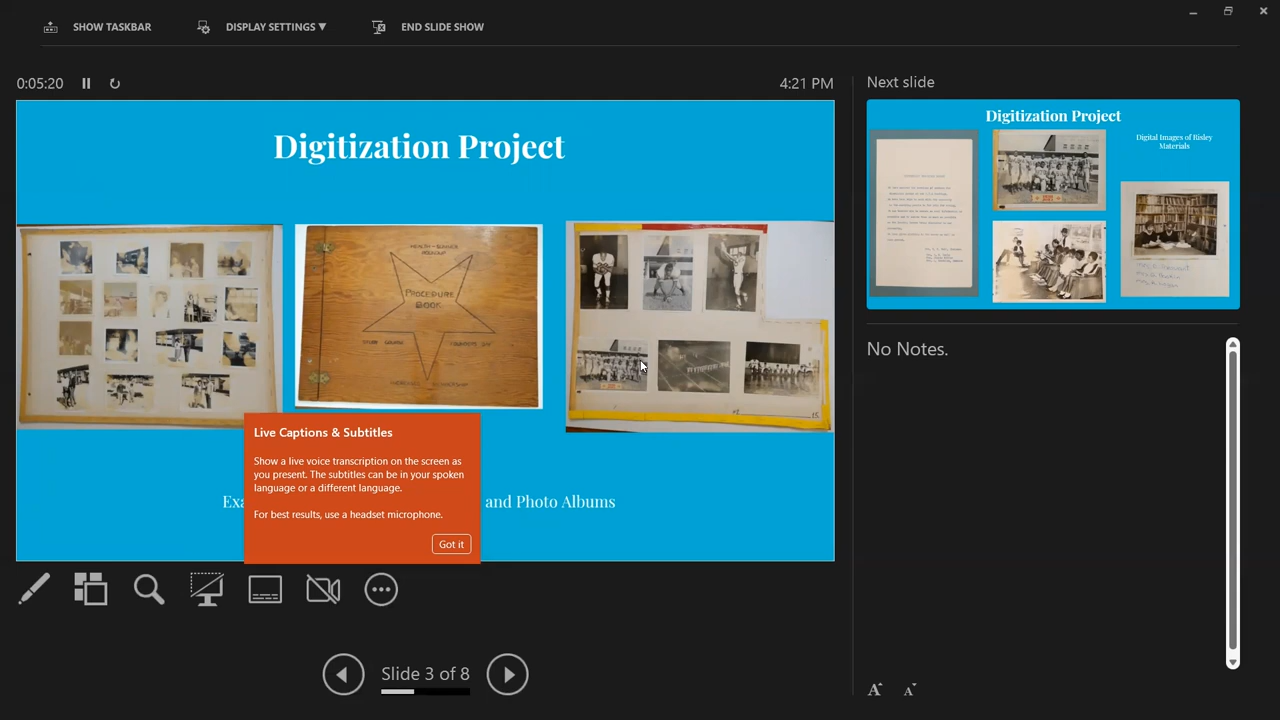 SHOW TASKBAR
DISPLAY SETTINGS ▼
END SLIDE SHOW
0:05:20
4:21 PM
Digitization Project
PROCEDURE
BOOK
Live Captions & Subtitles
Show a live voice transcription on the screen as
you present. The subtitles can be in your spoken
language or a different language.
For best results, use a headset microphone.
Got it
Exa
and Photo Albums
Slide 3 of 8
Next slide
Digitization Project
Digital Images of Risley
Materials
No Notes.
A
A